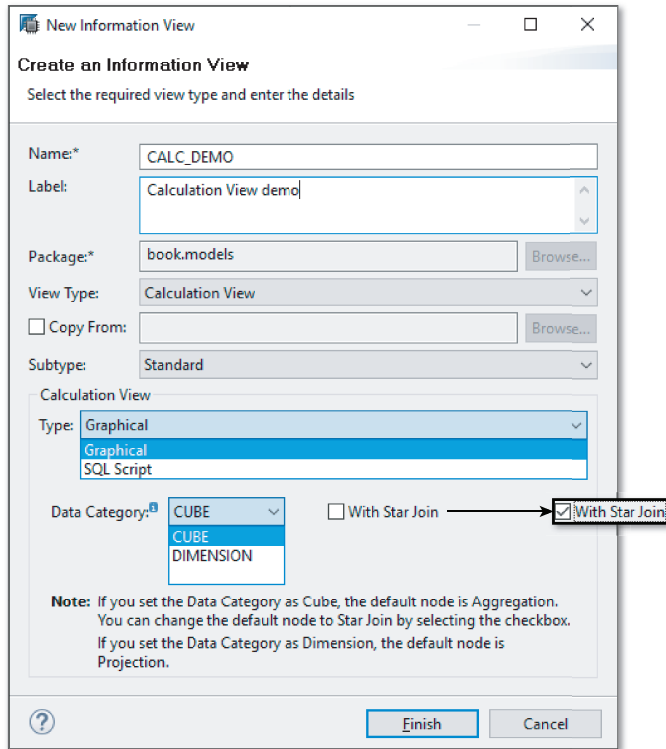 New Information View
Create an Information View
Select the required view type and enter the details
Name:* CALC_DEMO
Label: Calculation View demo
Package:* book.models Browse...
View Type: Calculation View
Copy From: Browse...
Subtype: Standard
Calculation View
Type: Graphical
Graphical
SQL Script
Data Category: CUBE With Star Join With Star Join
CUBE
DIMENSION
Note: If you set the Data Category as Cube, the default node is Aggregation.
You can change the default node to Star Join by selecting the checkbox.
If you set the Data Category as Dimension, the default node is
Projection.
? Finish Cancel